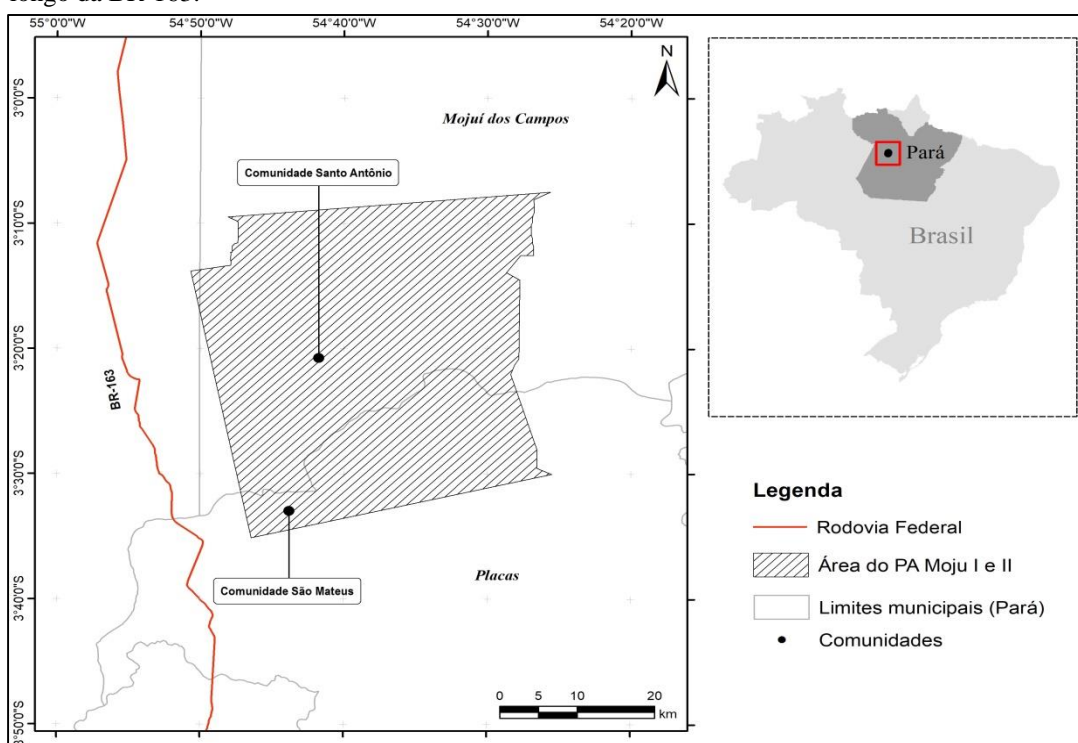 longo da BR-163.
55°0'0"W
54°50'0"W
54°40'0"W
54°30'0"W
54°20'0"W
3°0'0"S
3°10'0"S
3°20'0"S
3°30'0"S
3°40'0"S
3°50'0"S
N
Mojuí dos Campos
Comunidade Santo Antônio
BR-163
Comunidade São Mateus
Placas
0 5 10 20
km
Pará
Brasil
Legenda
Rodovia Federal
Área do PA Moju I e II
Limites municipais (Pará)
Comunidades